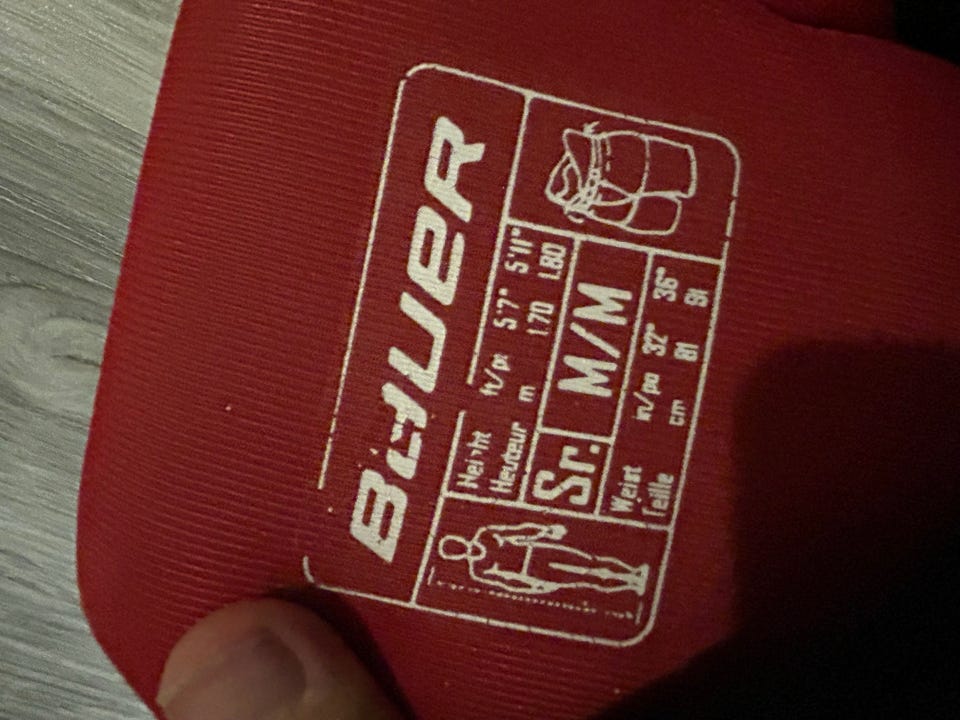 BAUER
Height ft/pi 5'7" 5'11"
Hauteur m 1.70 1.80
Sr. M/M
Waist in/po 32" 36"
Taille cm 81 91